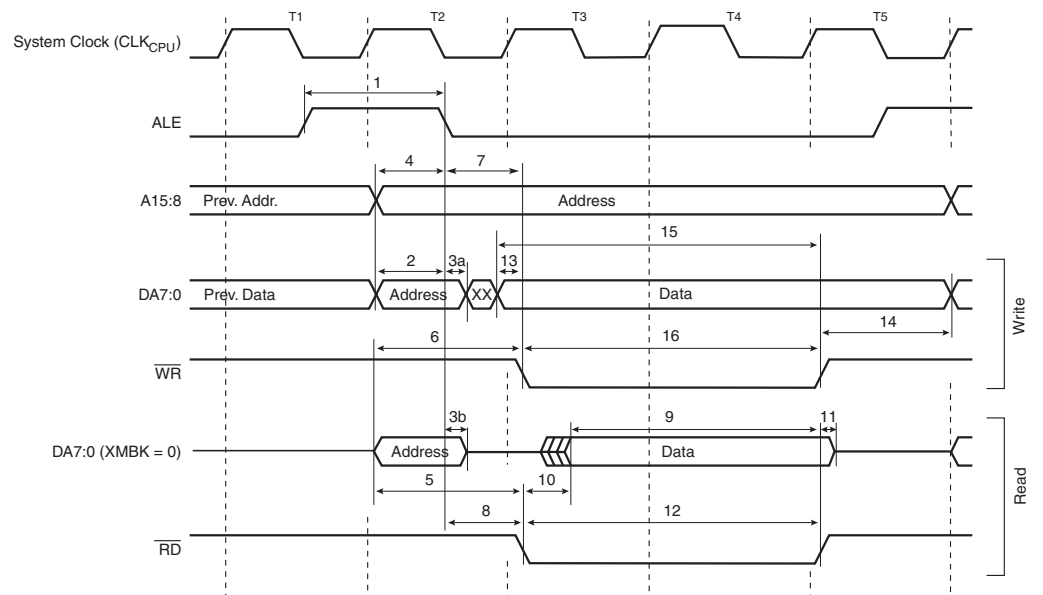 T1 T2 T3 T4 T5
System Clock (CLKCPU)
1
ALE
4 7
A15:8 Prev. Addr. Address
15
2 3a 13
DA7:0 Prev. Data Address XX Data
14
6 16
WR
Write
3b 9 11
DA7:0 (XMBK = 0) Address Data
5 10
8 12
RD
Read